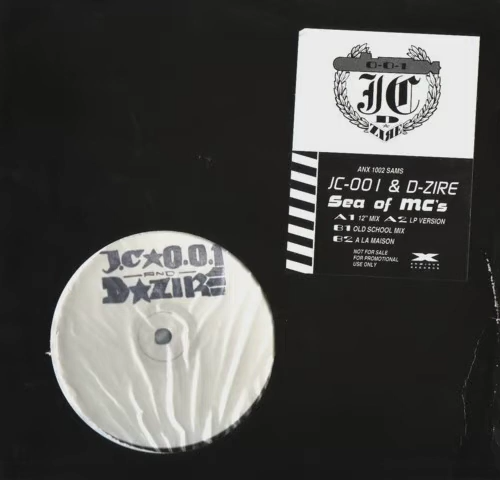 0-0-1
JC
D
ZIRE
ANX 1002 SAMS
JC-001 & D-ZIRE
Sea of MC's
A1 12" MIX A2 LP VERSION
B1 OLD SCHOOL MIX
B2 A LA MAISON
NOT FOR SALE
FOR PROMOTIONAL
USE ONLY
X
RECORDS
J.C★0.0.1
AND
D★ZIRE